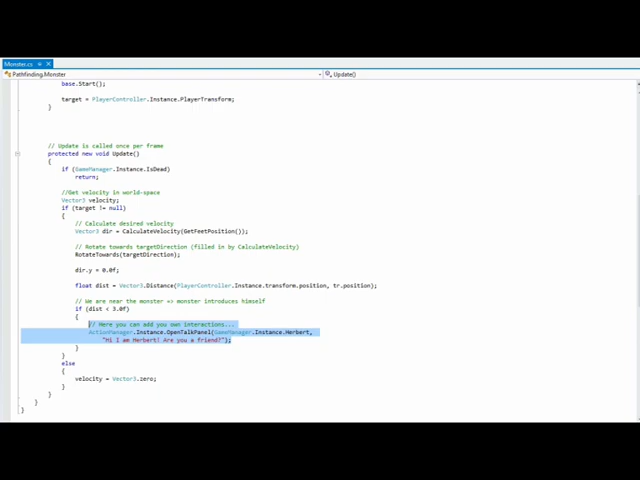 Monster.cs
Pathfinding.Monster
Update()
base.Start();
target = PlayerController.Instance.PlayerTransform;
}
// Update is called once per frame
protected new void Update()
{
if (GameManager.Instance.IsDead)
return;
//Get velocity in world-space
Vector3 velocity;
if (target != null)
{
// Calculate desired velocity
Vector3 dir = CalculateVelocity(GetFeetPosition());
// Rotate towards targetDirection (filled in by CalculateVelocity)
RotateTowards(targetDirection);
dir.y = 0.0f;
float dist = Vector3.Distance(PlayerController.Instance.transform.position, tr.position);
// We are near the monster => monster introduces himself
if (dist < 3.0f)
{
// Here you can add you own interactions...
ActionManager.Instance.OpenTalkPanel(GameManager.Instance.Herbert,
"Hi I am Herbert! Are you a friend?");
}
}
else
{
velocity = Vector3.zero;
}
}
}